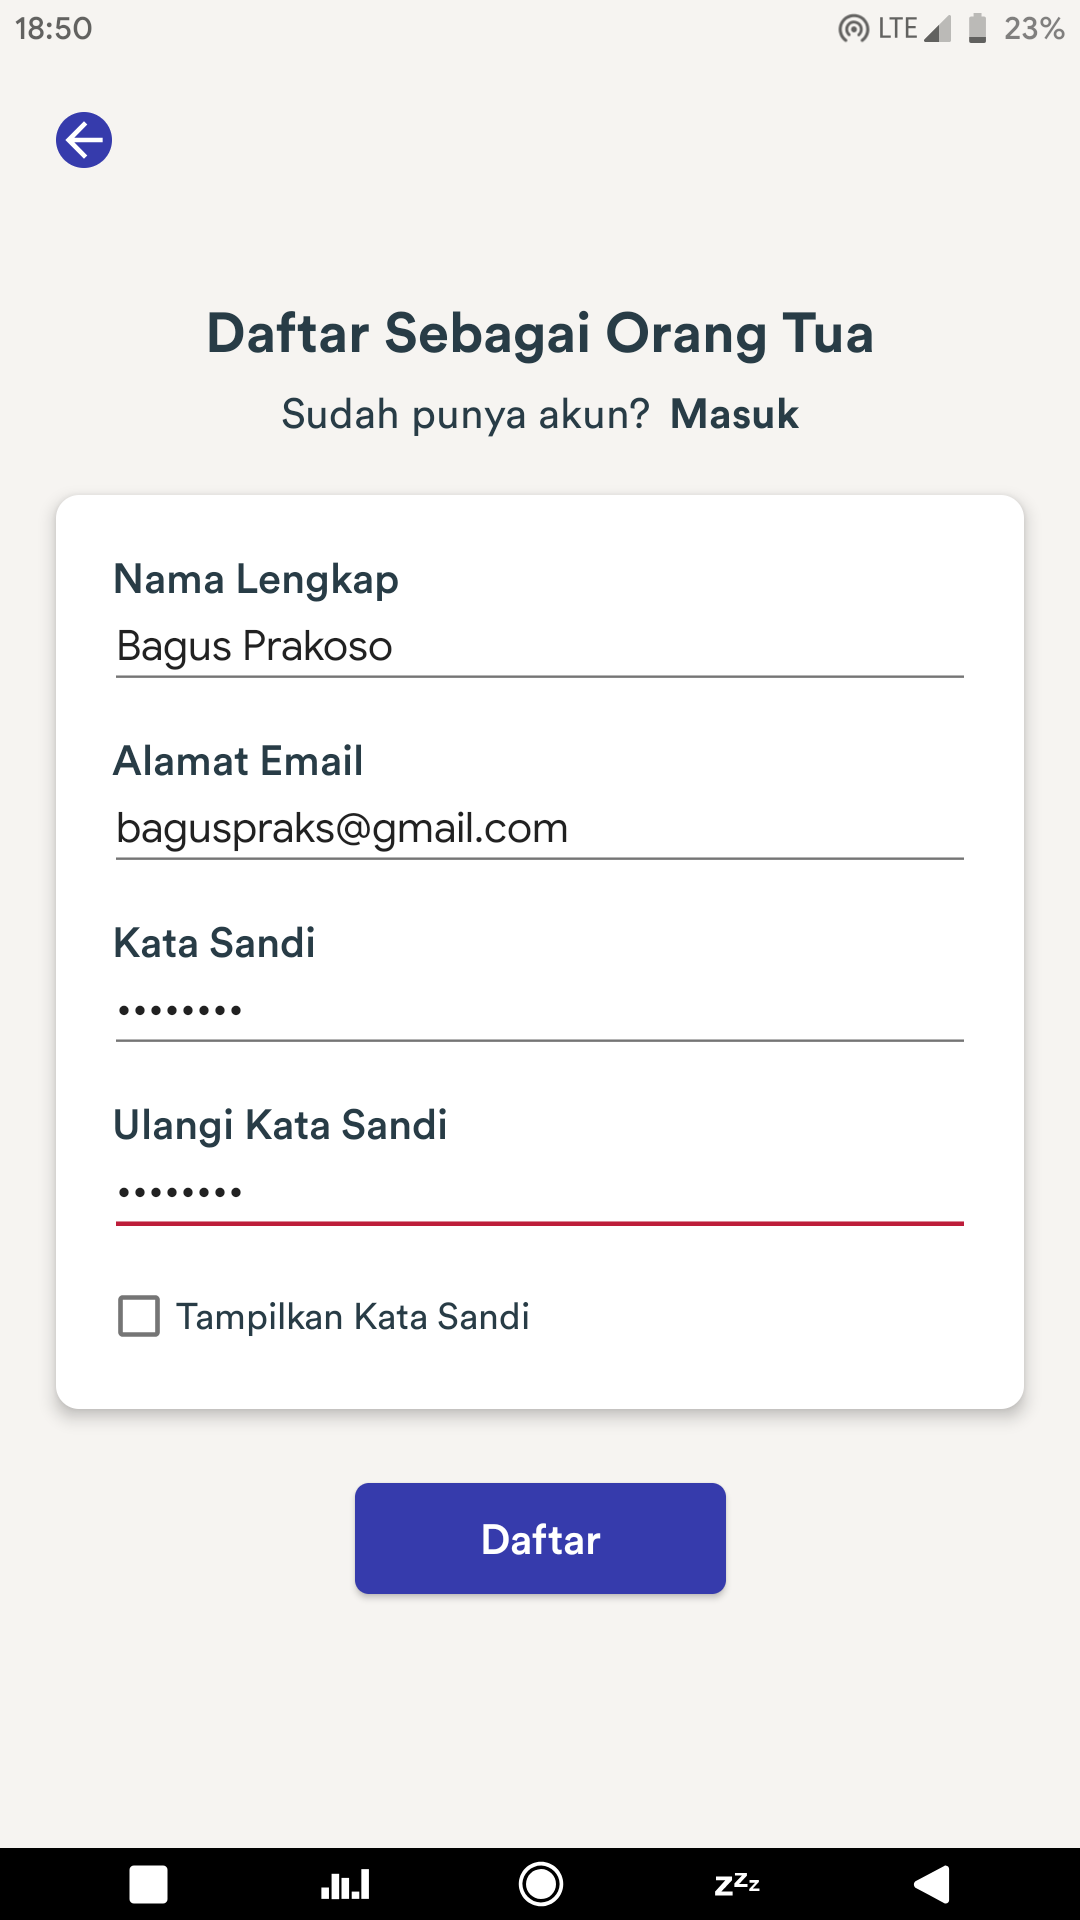 18:50 LTE 23%
Daftar Sebagai Orang Tua
Sudah punya akun? Masuk
Nama Lengkap
Bagus Prakoso
Alamat Email
baguspraks@gmail.com
Kata Sandi
••••••••
Ulangi Kata Sandi
••••••••
Tampilkan Kata Sandi
Daftar
zzz